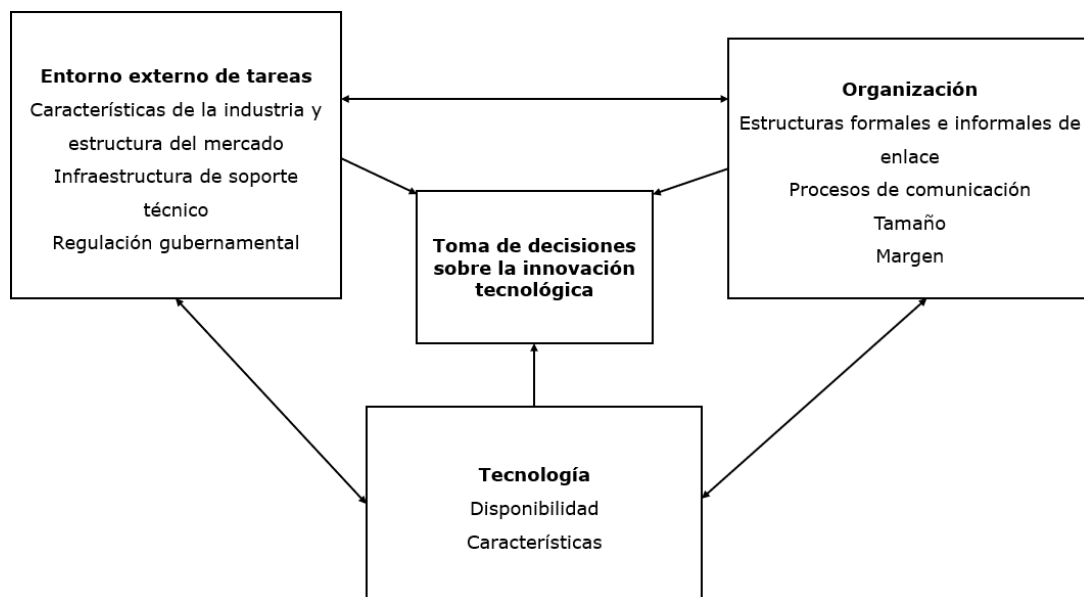 Entorno externo de tareas
Características de la industria y
estructura del mercado
Infraestructura de soporte
técnico
Regulación gubernamental
Organización
Estructuras formales e informales de
enlace
Procesos de comunicación
Tamaño
Margen
Toma de decisiones
sobre la innovación
tecnológica
Tecnología
Disponibilidad
Características